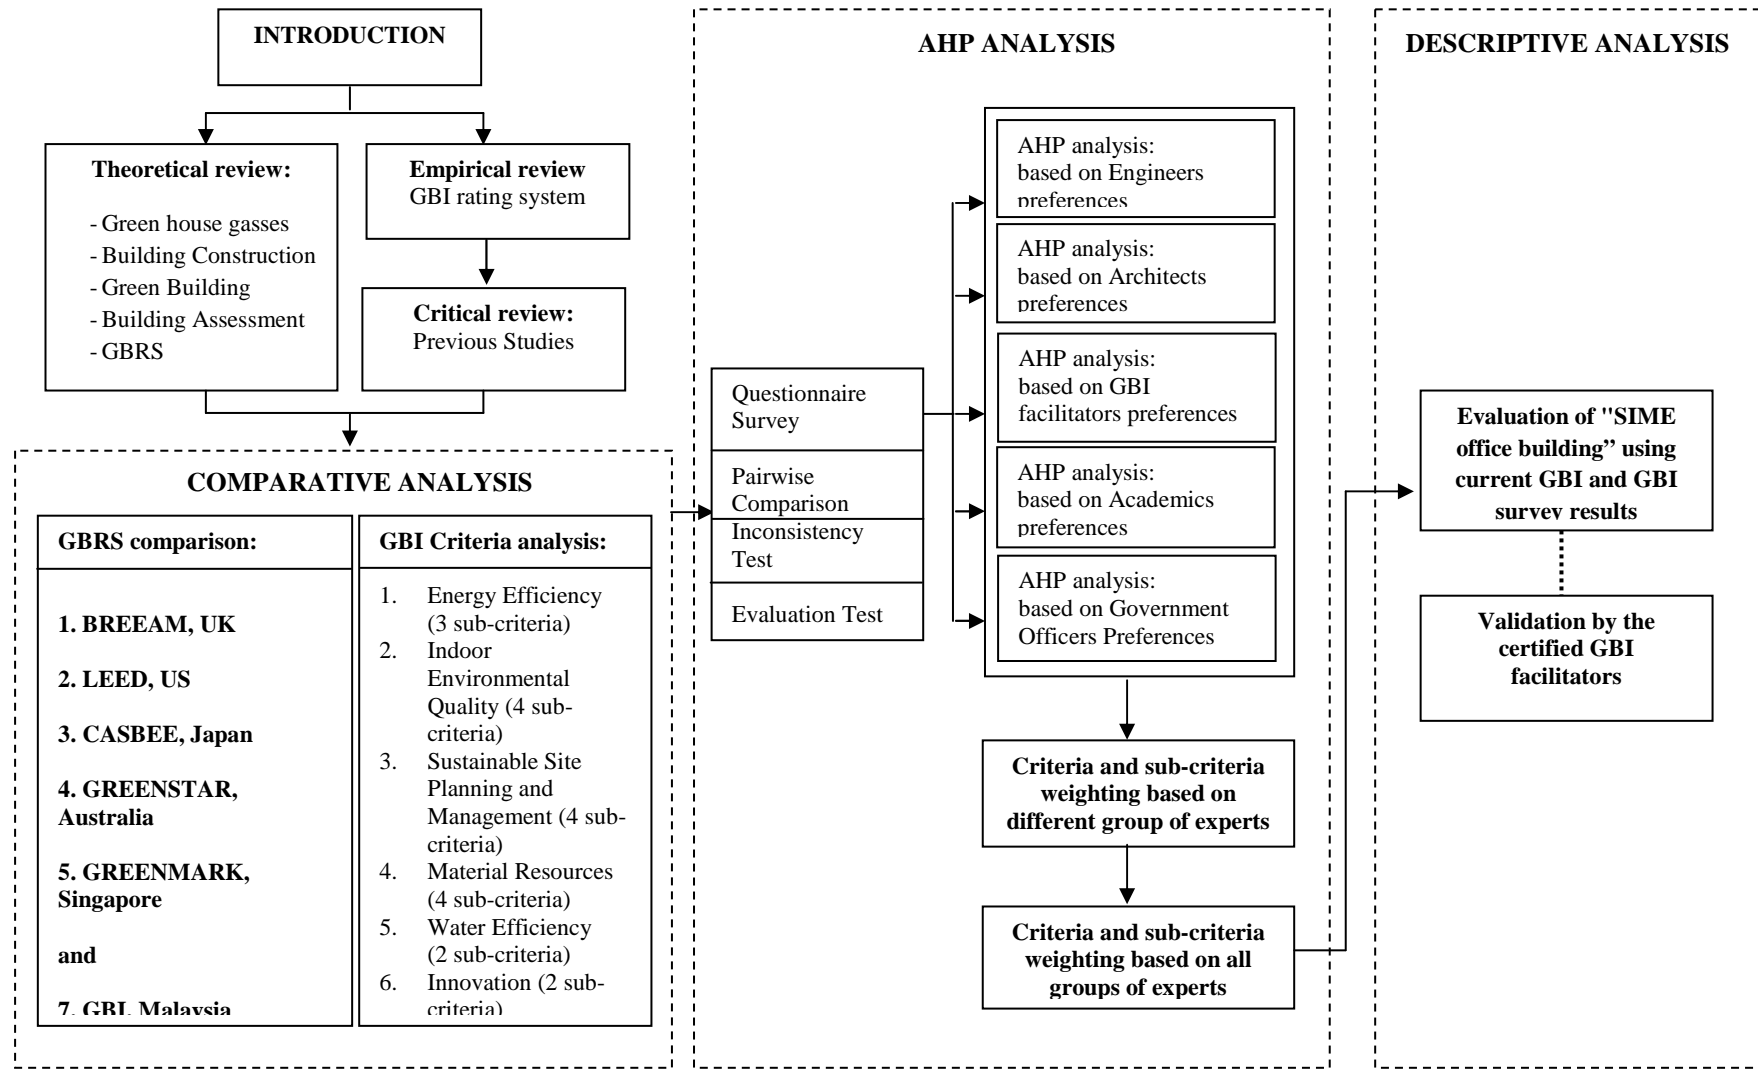 INTRODUCTION
Theoretical review:
- Green house gasses
- Building Construction
- Green Building
- Building Assessment
- GBRS
Empirical review
GBI rating system
Critical review:
Previous Studies
COMPARATIVE ANALYSIS
GBRS comparison:
1. BREEAM, UK
2. LEED, US
3. CASBEE, Japan
4. GREENSTAR,
Australia
5. GREENMARK,
Singapore
and
7. GBI, Malaysia
GBI Criteria analysis:
1. Energy Efficiency
(3 sub-criteria)
2. Indoor
Environmental
Quality (4 sub-
criteria)
3. Sustainable Site
Planning and
Management (4 sub-
criteria)
4. Material Resources
(4 sub-criteria)
5. Water Efficiency
(2 sub-criteria)
6. Innovation (2 sub-
criteria)
AHP ANALYSIS
Questionnaire
Survey
Pairwise
Comparison
Inconsistency
Test
Evaluation Test
AHP analysis:
based on Engineers
preferences
AHP analysis:
based on Architects
preferences
AHP analysis:
based on GBI
facilitators preferences
AHP analysis:
based on Academics
preferences
AHP analysis:
based on Government
Officers Preferences
Criteria and sub-criteria
weighting based on
different group of experts
Criteria and sub-criteria
weighting based on all
groups of experts
DESCRIPTIVE ANALYSIS
Evaluation of "SIME
office building” using
current GBI and GBI
survey results
Validation by the
certified GBI
facilitators